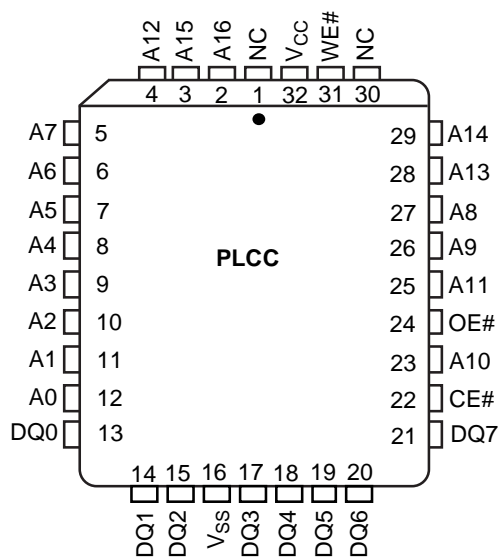 A12 A15 A16 NC VCC WE# NC
4 3 2 1 32 31 30
A7 5 29 A14
A6 6 28 A13
A5 7 27 A8
A4 8 26 A9
PLCC
A3 9 25 A11
A2 10 24 OE#
A1 11 23 A10
A0 12 22 CE#
DQ0 13 21 DQ7
14 15 16 17 18 19 20
DQ1 DQ2 VSS DQ3 DQ4 DQ5 DQ6